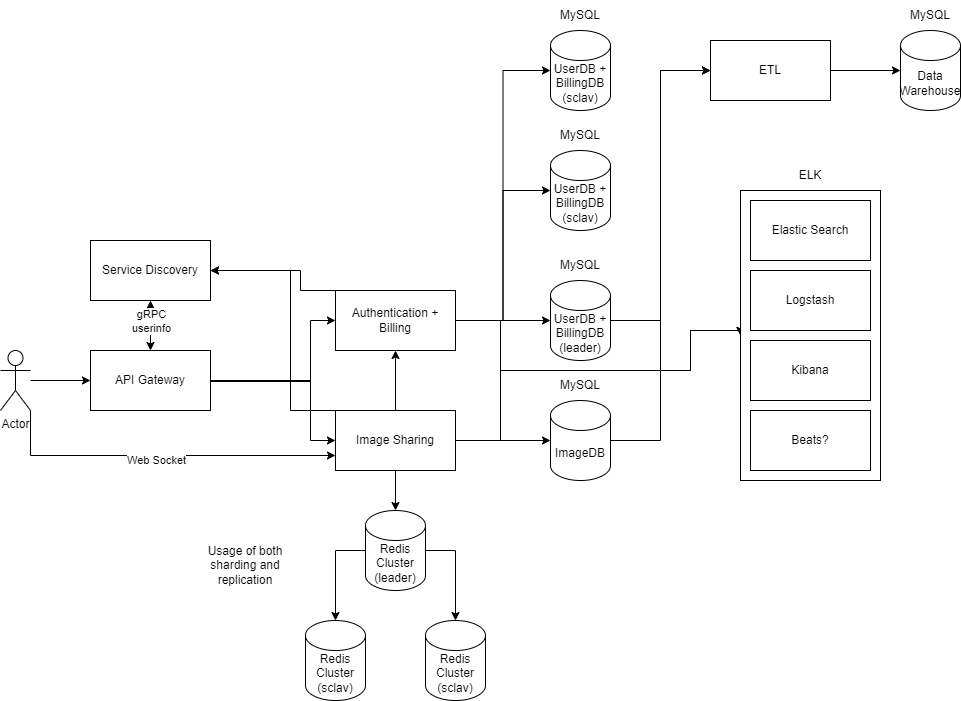 MySQL
UserDB +
BillingDB
(sclav)
MySQL
UserDB +
BillingDB
(sclav)
MySQL
UserDB +
BillingDB
(leader)
MySQL
ImageDB
ETL
MySQL
Data
Warehouse
ELK
Elastic Search
Logstash
Kibana
Beats?
Service Discovery
gRPC
userinfo
API Gateway
Actor
Web Socket
Authentication +
Billing
Image Sharing
Usage of both
sharding and
replication
Redis
Cluster
(leader)
Redis
Cluster
(sclav)
Redis
Cluster
(sclav)